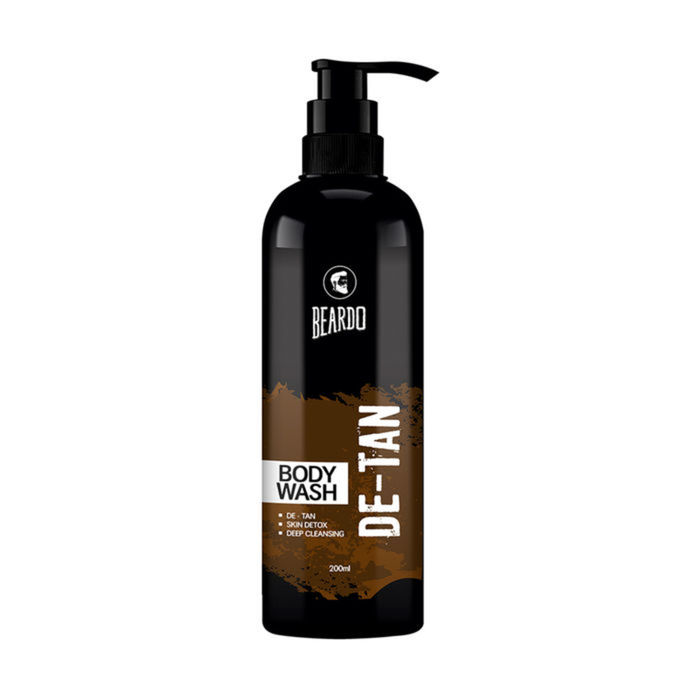 BEARDO
DE-TAN
BODY
WASH
DE - TAN
SKIN DETOX
DEEP CLEANSING
200ml